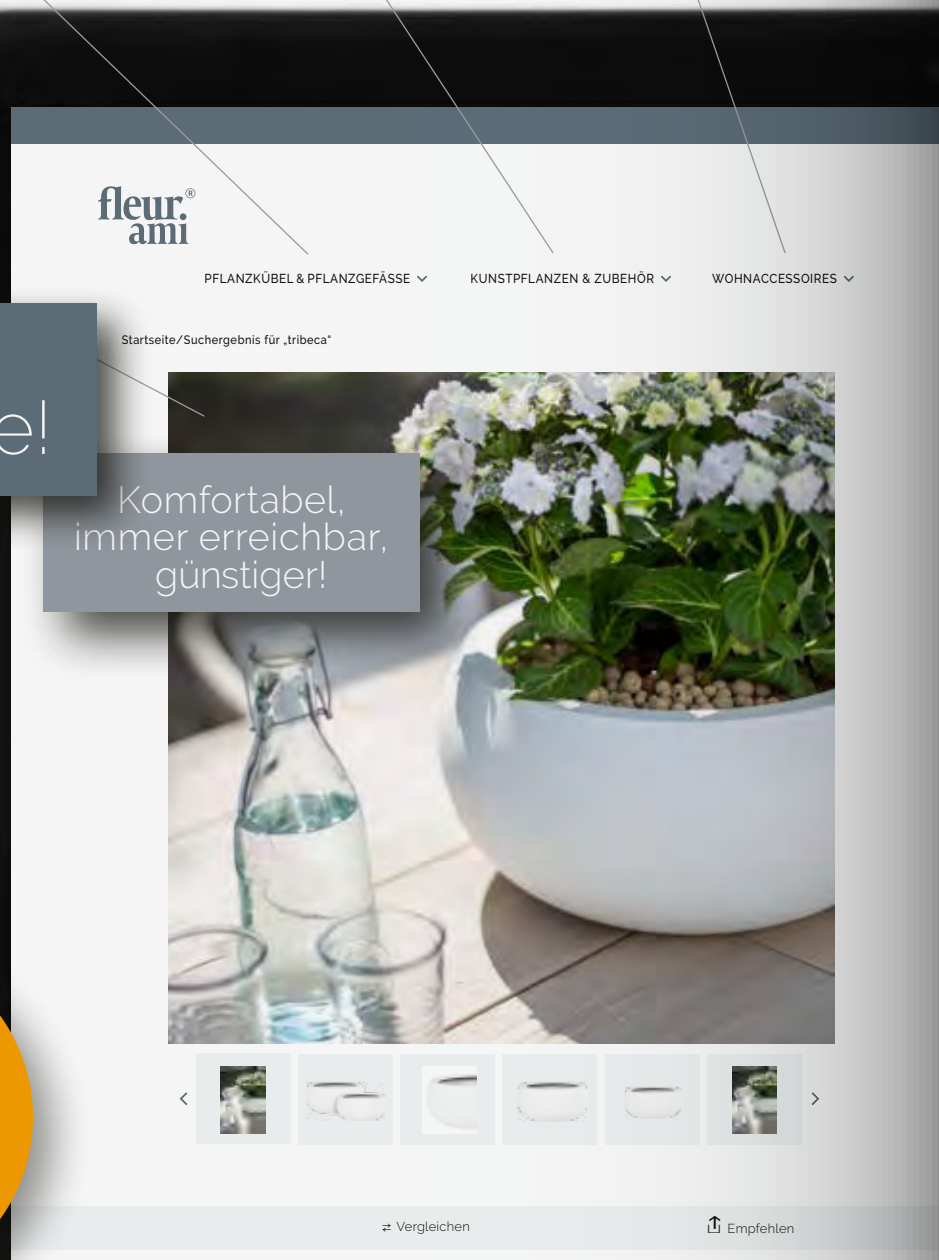 fleur.®
ami
PFLANZKÜBEL & PFLANZGEFÄSSE
KUNSTPFLANZEN & ZUBEHÖR
WOHNACCESSOIRES
Startseite/Suchergebnis für „tribeca“
e!
Komfortabel,
immer erreichbar,
günstiger!
Vergleichen
Empfehlen